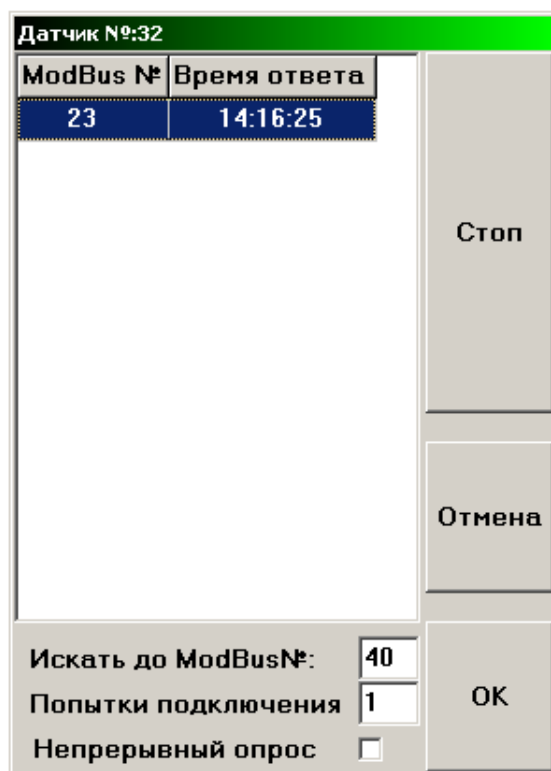 Датчик №:32
ModBus № Время ответа
23 14:16:25
Стоп
Отмена
Искать до ModBus№: 40
Попытки подключения 1
Непрерывный опрос
OK